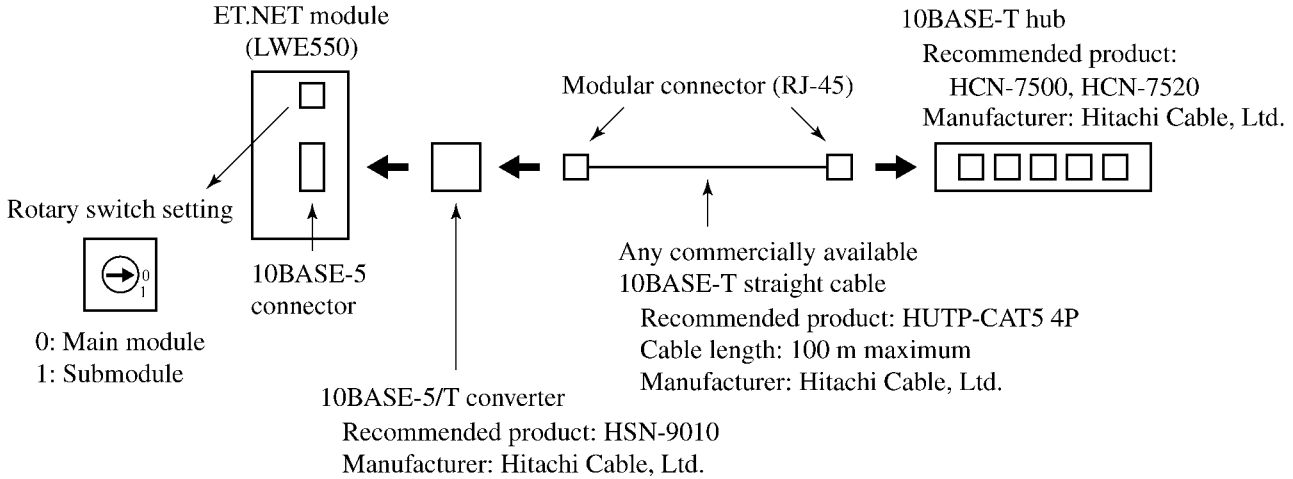 ET.NET module
(LWE550)
10BASE-T hub
Recommended product:
HCN-7500, HCN-7520
Manufacturer: Hitachi Cable, Ltd.
Modular connector (RJ-45)
Rotary switch setting
0
1
0: Main module
1: Submodule
10BASE-5
connector
Any commercially available
10BASE-T straight cable
Recommended product: HUTP-CAT5 4P
Cable length: 100 m maximum
Manufacturer: Hitachi Cable, Ltd.
10BASE-5/T converter
Recommended product: HSN-9010
Manufacturer: Hitachi Cable, Ltd.